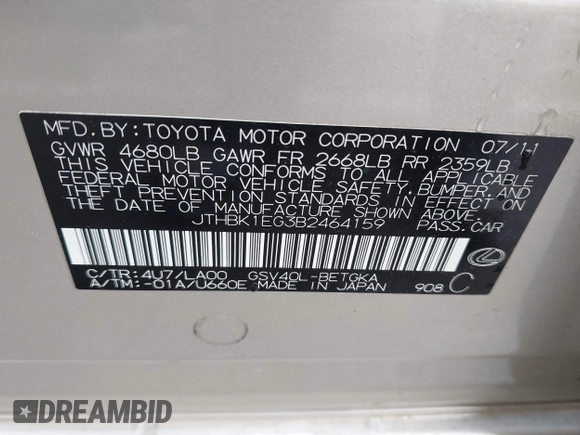 MFD. BY: TOYOTA MOTOR CORPORATION 07/11
GVWR 4680LB GAWR FR 2668LB RR 2359LB
THIS VEHICLE CONFORMS TO ALL APPLICABLE
FEDERAL MOTOR VEHICLE SAFETY, BUMPER, AND
THEFT PREVENTION STANDARDS IN EFFECT ON
THE DATE OF MANUFACTURE SHOWN ABOVE.
JTHBK1EG3B2464159 PASS.CAR
C/TR: 4U7/LA00 GSV40L-BETGKA
A/TM: -01A/U660E MADE IN JAPAN 908 C
DREAMBID